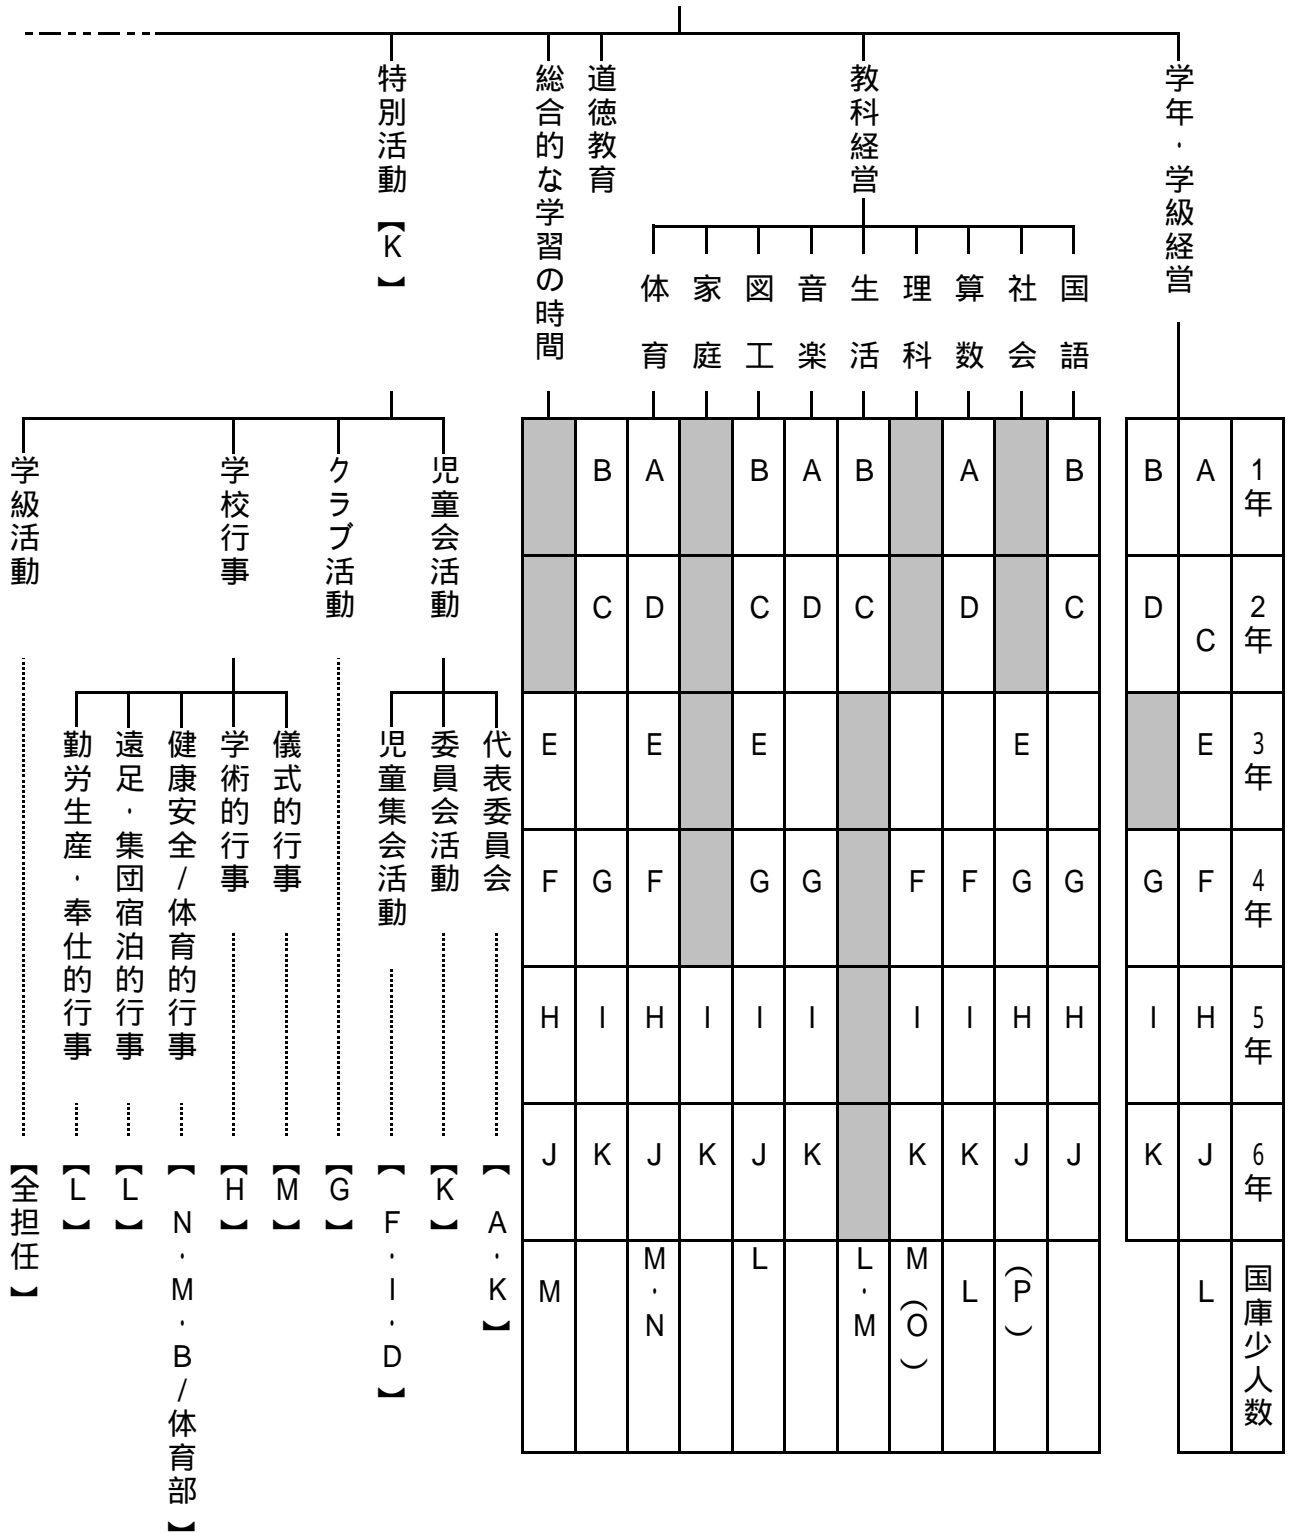 学年・学級経営
教科経営
道徳教育
総合的な学習の時間
特別活動【K】
国語
社会
算数
理科
生活
音楽
図工
家庭
体育
1年
2年
3年
4年
5年
6年
国庫少人数
A C E F H J L
B D G I K
B C G H J
E G H J (P)
A D F I K L
F I K M(O)
B C L・M
A D G I K
B C E G I J L
I K
A D E F H J M・N
B C G I K
E F H J M
児童会活動
クラブ活動
学校行事
学級活動
代表委員会
委員会活動
児童集会活動
儀式的行事
学術的行事
健康安全/体育的行事
遠足・集団宿泊的行事
勤労生産・奉仕的行事
【A・K】
【K】
【F・I・D】
【G】
【M】
【H】
【N・M・B/体育部】
【L】
【L】
【全担任】